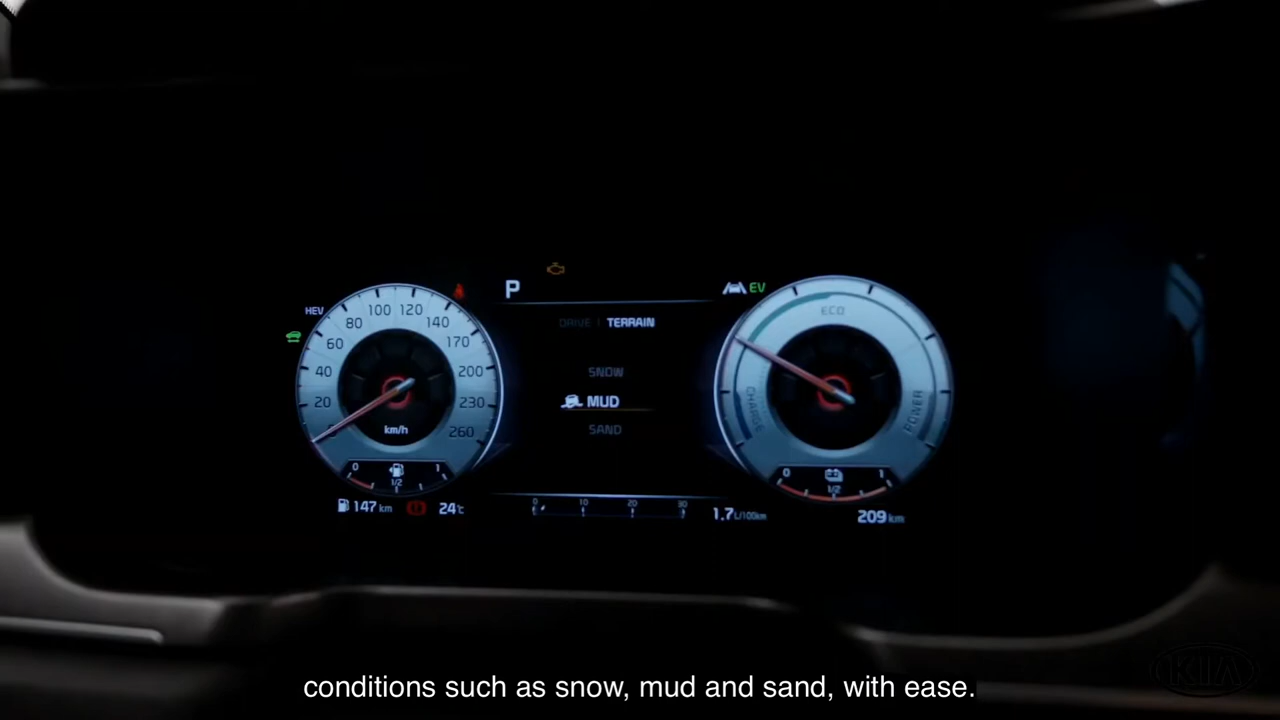 P
EV
HEV
100 120
80 140
60 170
40 200
20 230
260
km/h
0 1/2 1
ECO
CHARGE
POWER
0 1/2 1
DRIVE | TERRAIN
SNOW
MUD
SAND
147 km
24°C
0 10 20 30
1.7 L/100km
209 km
KIA
conditions such as snow, mud and sand, with ease.